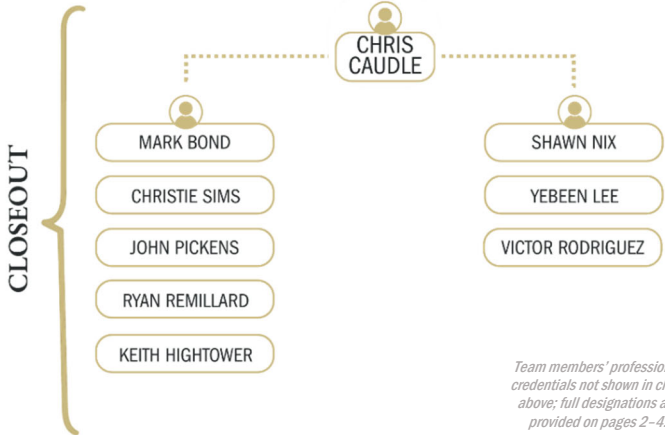 CLOSEOUT
CHRIS
CAUDLE
MARK BOND
CHRISTIE SIMS
JOHN PICKENS
RYAN REMILLARD
KEITH HIGHTOWER
SHAWN NIX
YEBEEN LEE
VICTOR RODRIGUEZ
Team members' profession
credentials not shown in c
above; full designations a
provided on pages 2–4